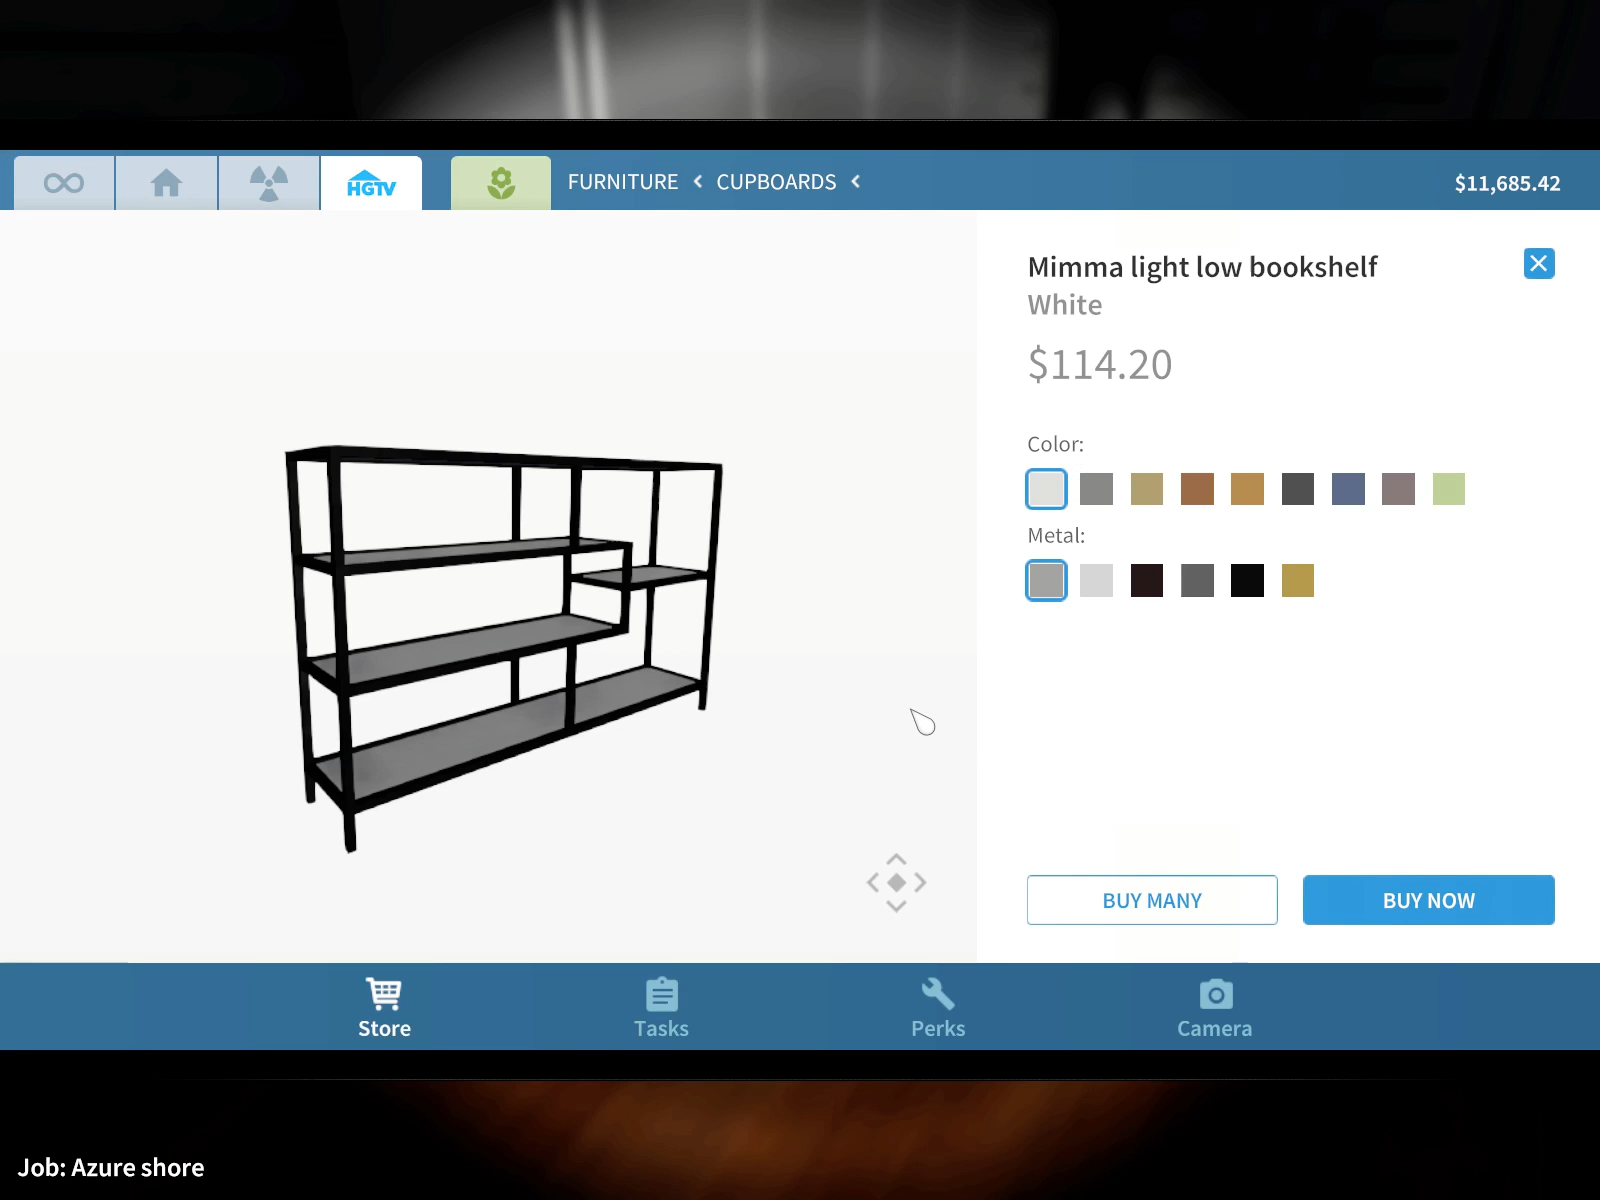 HGTV
FURNITURE
CUPBOARDS
$11,685.42
Mimma light low bookshelf
White
$114.20
Color:
Metal:
BUY MANY
BUY NOW
Store
Tasks
Perks
Camera
Job: Azure shore